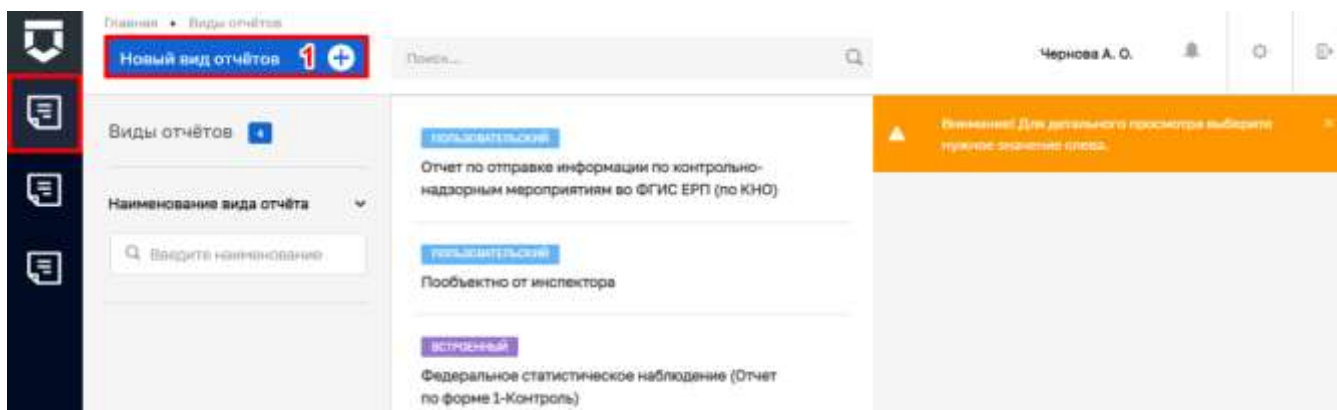 Главная • Виды отчётов
Новый вид отчётов 1
Поиск...
Чернова А. О.
Виды отчётов 4
Наименование вида отчёта
Введите наименование
ПОЛЬЗОВАТЕЛЬСКИЙ
Отчет по отправке информации по контрольно-
надзорным мероприятиям во ФГИС ЕРП (по КНО)
ПОЛЬЗОВАТЕЛЬСКИЙ
Пообъектно от инспектора
ВСТРОЕННЫЙ
Федеральное статистическое наблюдение (Отчет
по форме 1-Контроль)
Внимание! Для детального просмотра выберите
нужное значение слева.